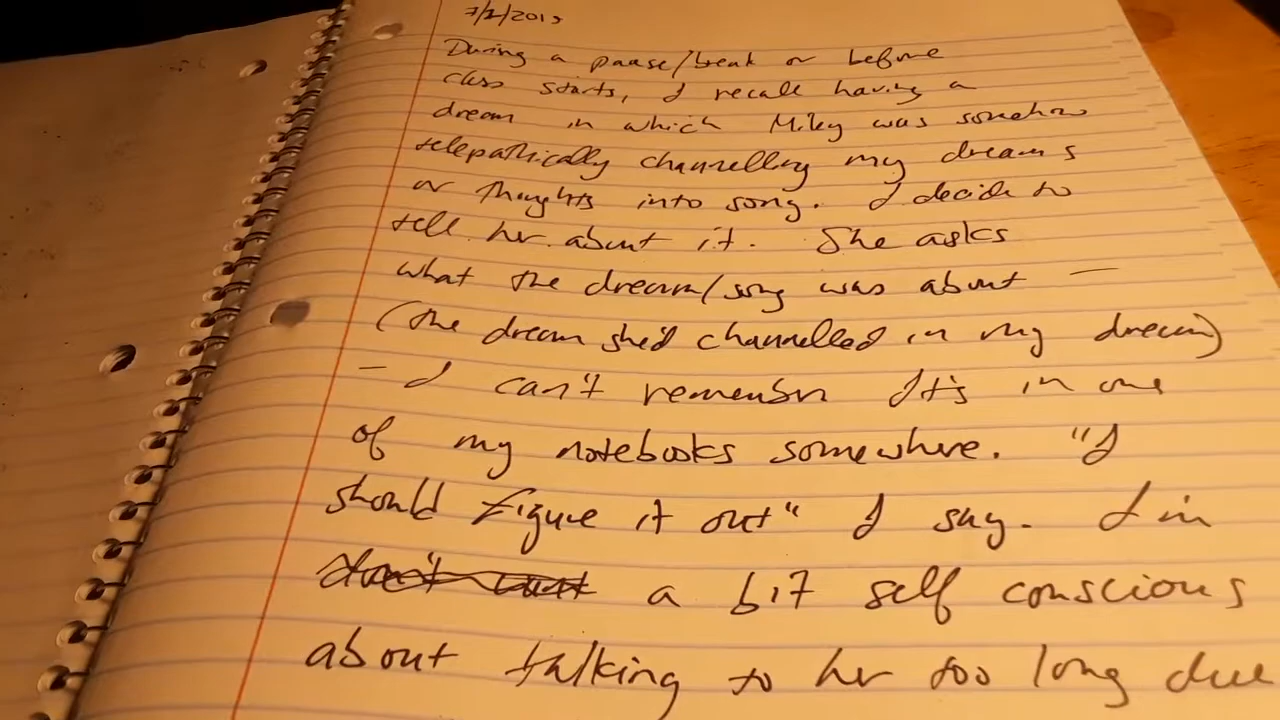 7/2/2015
During a pause/break or before
class starts, I recall having a
dream in which Miley was somehow
telepathically channelling my dreams
or thoughts into song. I decide to
tell her about it. She asks
what the dream/song was about —
(the dream she'd channelled in my dream)
- I can't remember It's in one
of my notebooks somewhere. "I
should figure it out" I say. I'm
a bit self conscious
about talking to her too long due